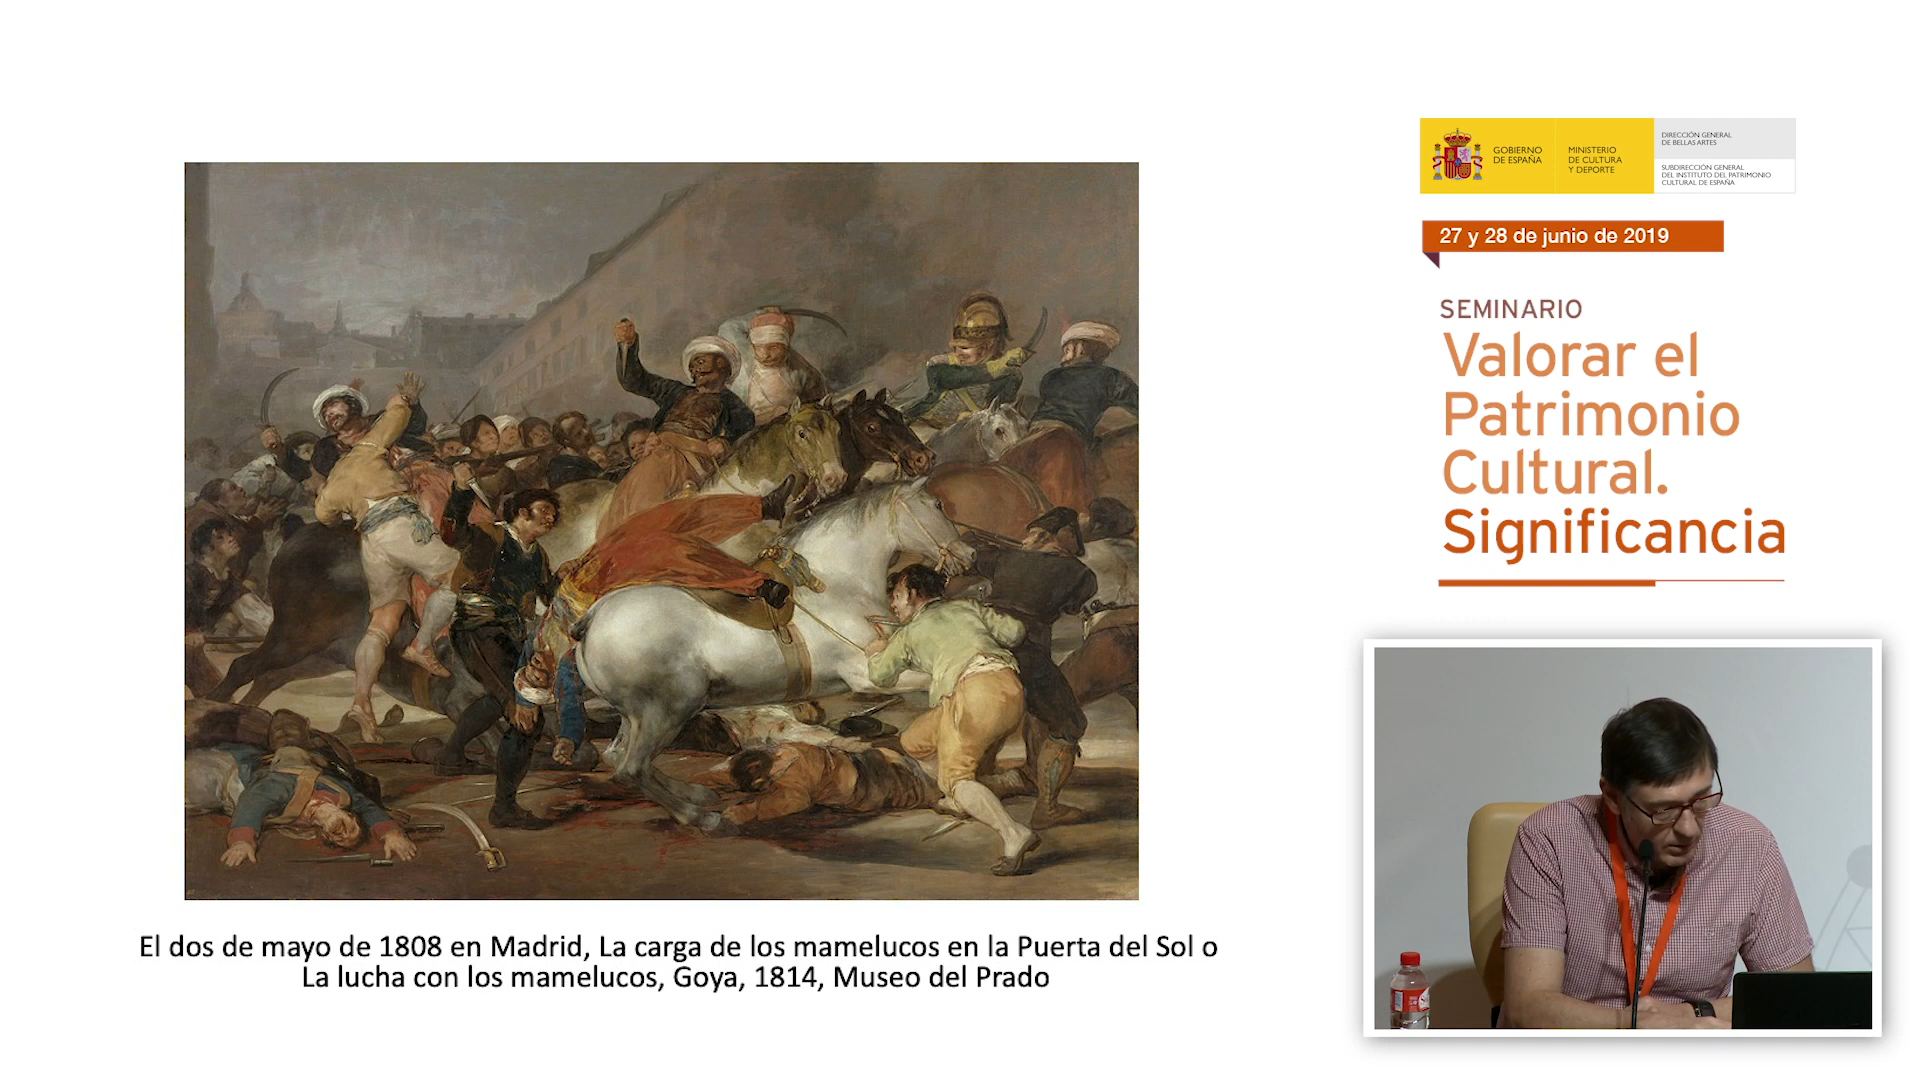 GOBIERNO
DE ESPAÑA
MINISTERIO
DE CULTURA
Y DEPORTE
DIRECCIÓN GENERAL
DE BELLAS ARTES
SUBDIRECCIÓN GENERAL
DEL INSTITUTO DEL PATRIMONIO
CULTURAL DE ESPAÑA
27 y 28 de junio de 2019
SEMINARIO
Valorar el
Patrimonio
Cultural.
Significancia
El dos de mayo de 1808 en Madrid, La carga de los mamelucos en la Puerta del Sol o
La lucha con los mamelucos, Goya, 1814, Museo del Prado